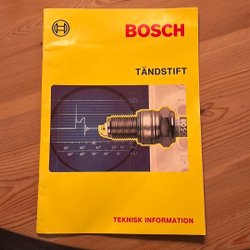 BOSCH
TÄNDSTIFT
TEKNISK INFORMATION